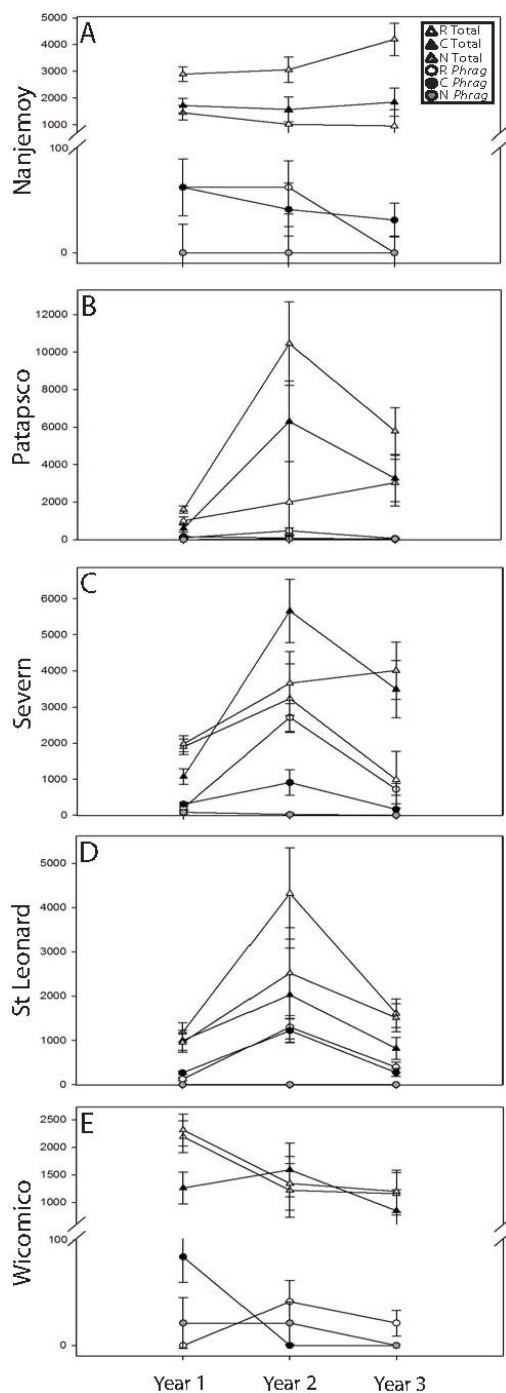 A
Nanjemoy
5000
4000
3000
2000
1000
100
0
R Total
C Total
N Total
R Phrag
C Phrag
N Phrag
B
Patapsco
12000
10000
8000
6000
4000
2000
0
C
Severn
6000
5000
4000
3000
2000
1000
0
D
St Leonard
5000
4000
3000
2000
1000
0
E
Wicomico
2500
2000
1500
1000
100
0
Year 1 Year 2 Year 3